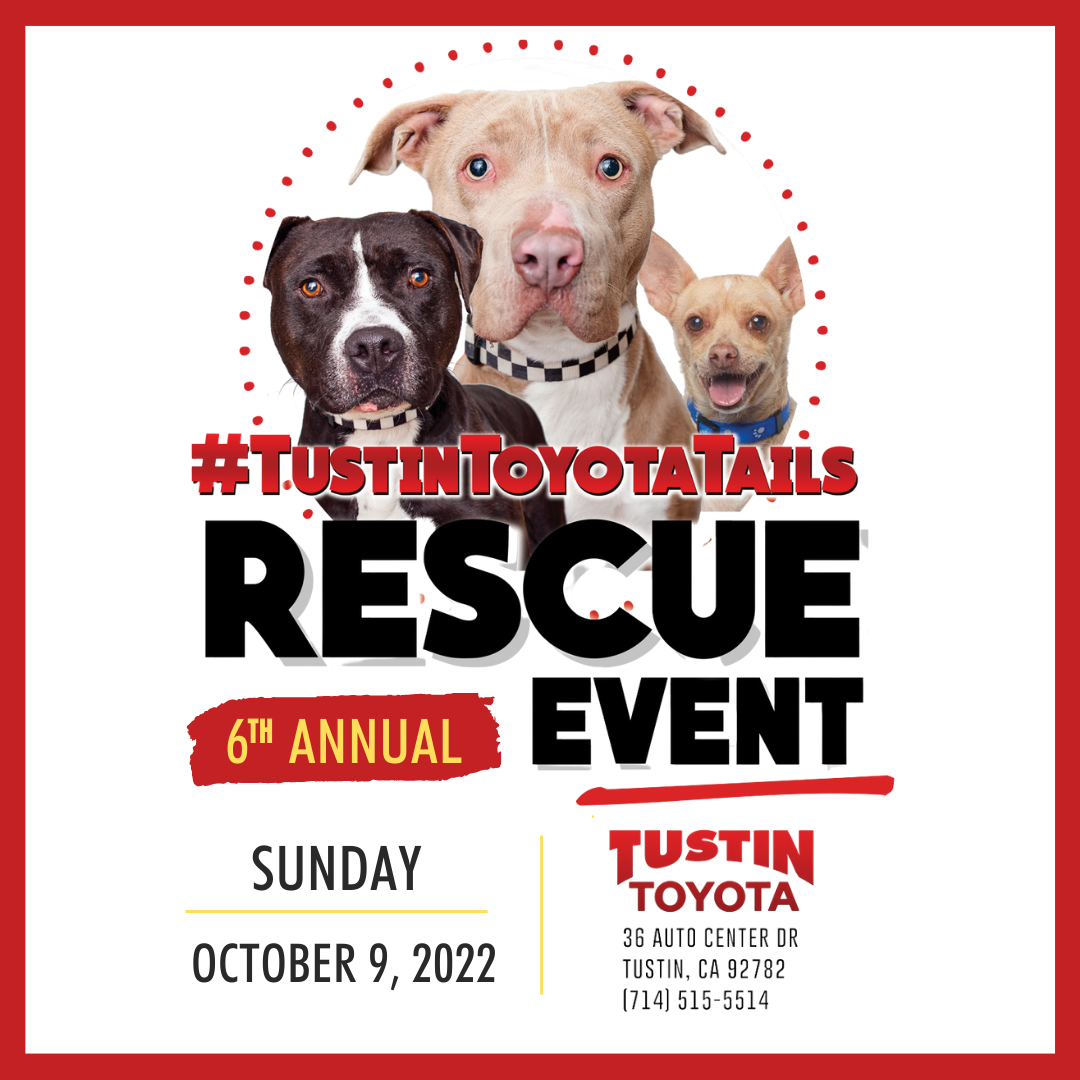 #TUSTINTOYOTATAILS
RESCUE
EVENT
6TH ANNUAL
SUNDAY
OCTOBER 9, 2022
TUSTIN
TOYOTA
36 AUTO CENTER DR
TUSTIN, CA 92782
(714) 515-5514